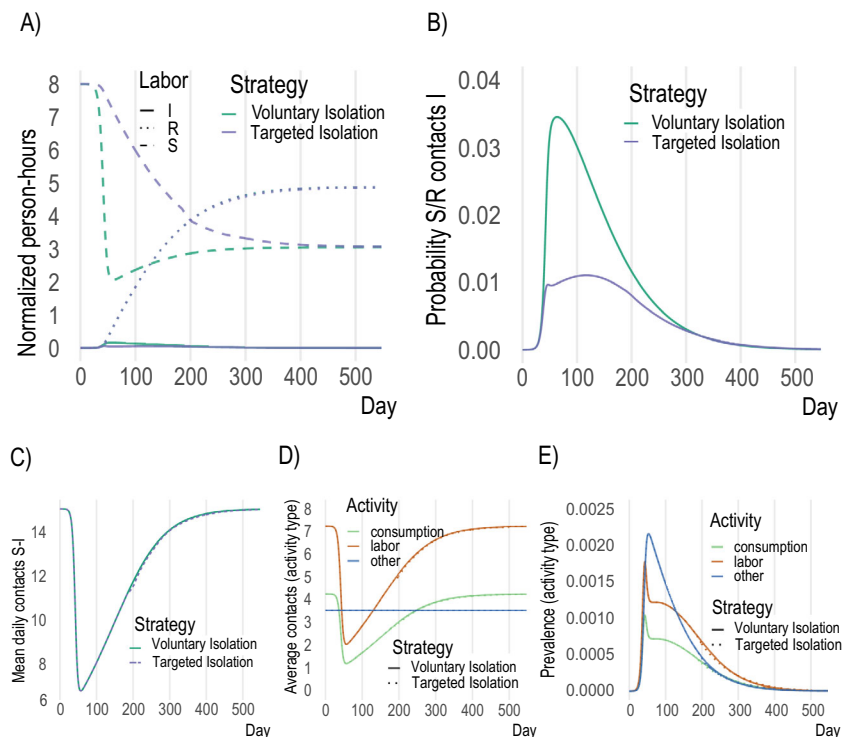 A)
Normalized person-hours
8
7
6
5
4
3
2
1
0
Labor
I
R
S
Strategy
Voluntary Isolation
Targeted Isolation
0 100 200 300 400 500
Day
B)
Probability S/R contacts I
0.04
0.03
0.02
0.01
0.00
Strategy
Voluntary Isolation
Targeted Isolation
0 100 200 300 400 500
Day
C)
Mean daily contacts S-I
14
12
10
8
6
Strategy
Voluntary Isolation
Targeted Isolation
0 100 200 300 400 500
Day
D)
Average contacts (activity type)
8
7
6
5
4
3
2
1
0
Activity
consumption
labor
other
Strategy
Voluntary Isolation
Targeted Isolation
0 100 200 300 400 500
Day
E)
Prevalence (activity type)
0.0025
0.0020
0.0015
0.0010
0.0005
0.0000
Activity
consumption
labor
other
Strategy
Voluntary Isolation
Targeted Isolation
0 100 200 300 400 500
Day